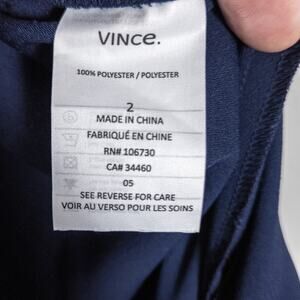 VINCE.
100% POLYESTER / POLYESTER
2
MADE IN CHINA
FABRIQUÉ EN CHINE
RN# 106730
CA# 34460
05
SEE REVERSE FOR CARE
VOIR AU VERSO POUR LES SOINS